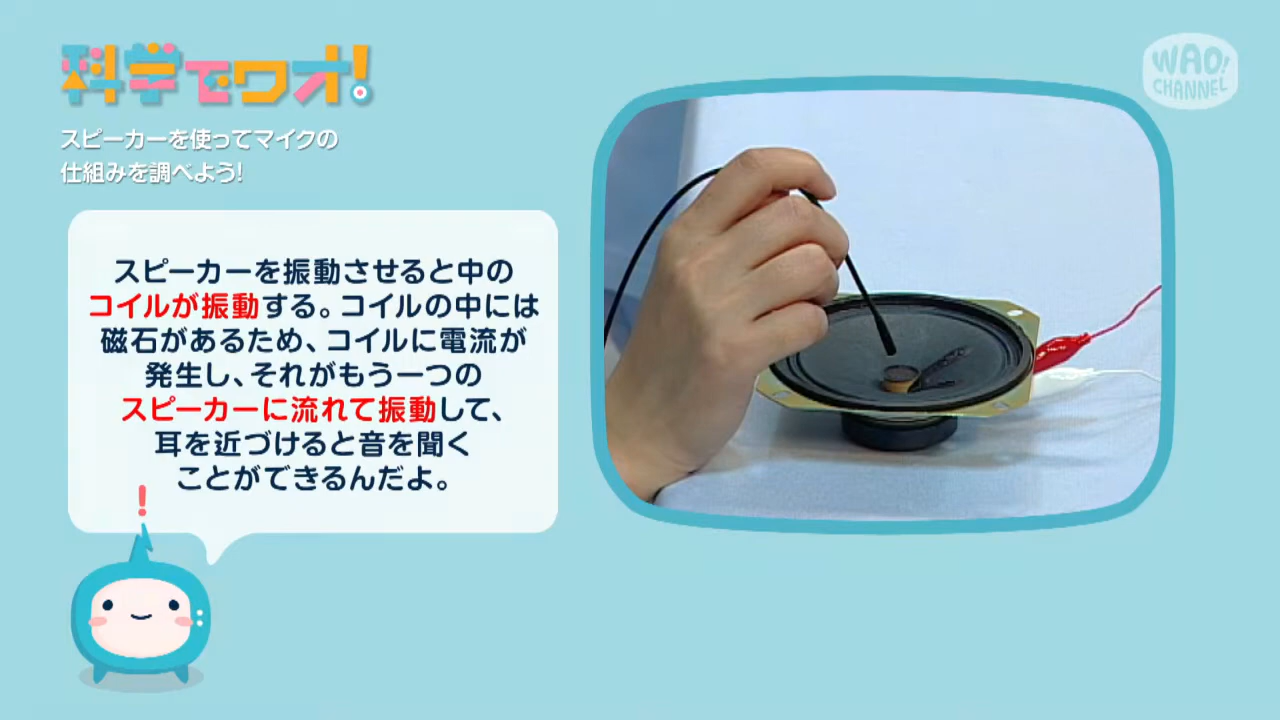 科学でワオ!
スピーカーを使ってマイクの
仕組みを調べよう!
WAO!
CHANNEL
スピーカーを振動させると中の
コイルが振動する。コイルの中には
磁石があるため、コイルに電流が
発生し、それがもう一つの
スピーカーに流れて振動して、
耳を近づけると音を聞く
ことができるんだよ。
!